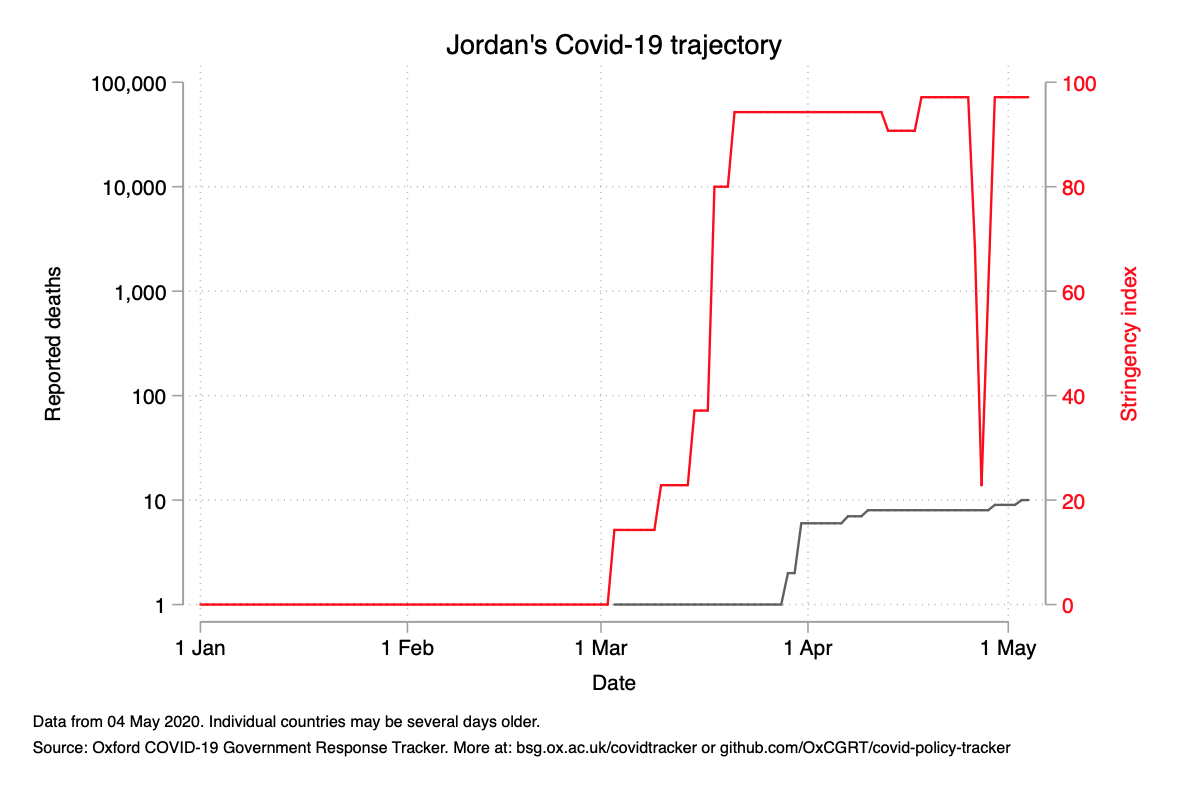 Jordan's Covid-19 trajectory
100,000
10,000
1,000
100
10
1
Reported deaths
100
80
60
40
20
0
Stringency index
1 Jan 1 Feb 1 Mar 1 Apr 1 May
Date
Data from 04 May 2020. Individual countries may be several days older.
Source: Oxford COVID-19 Government Response Tracker. More at: bsg.ox.ac.uk/covidtracker or github.com/OxCGRT/covid-policy-tracker